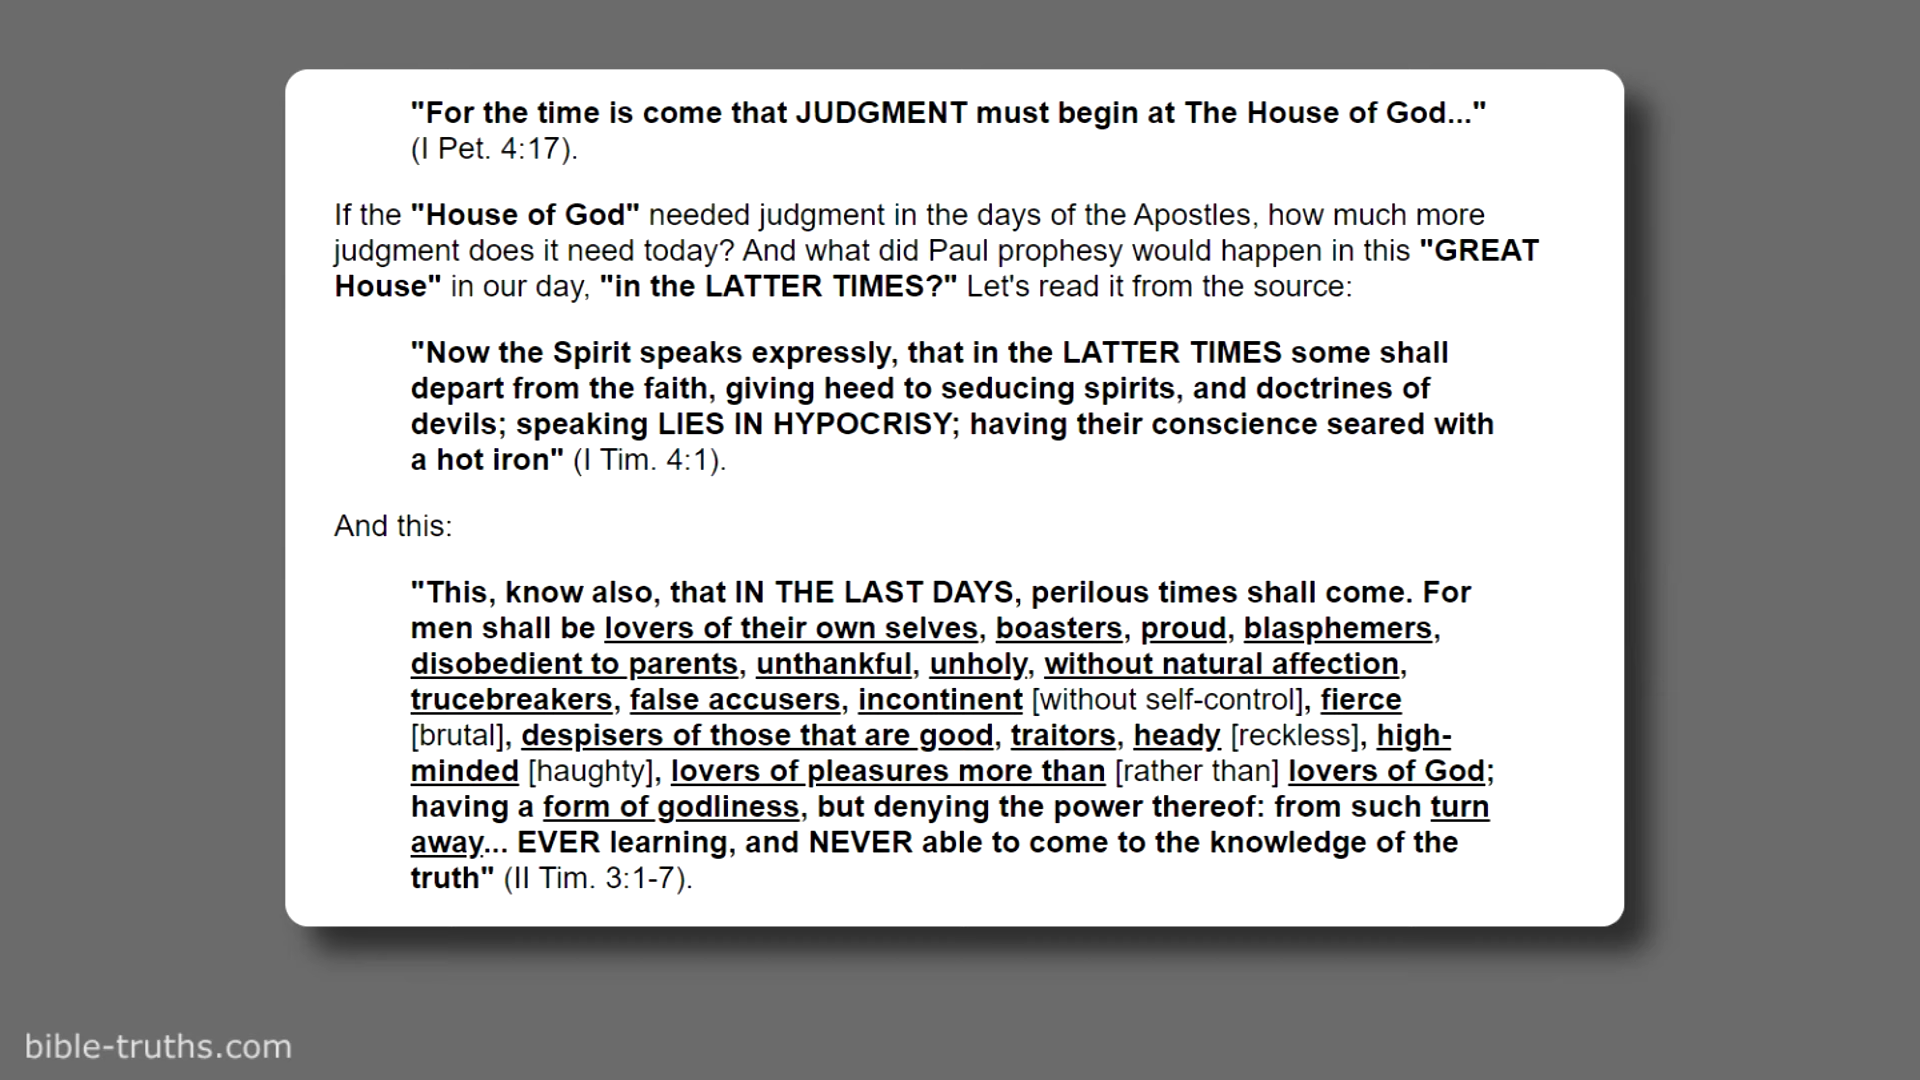 "For the time is come that JUDGMENT must begin at The House of God..."
(I Pet. 4:17).
If the "House of God" needed judgment in the days of the Apostles, how much more
judgment does it need today? And what did Paul prophesy would happen in this "GREAT
House" in our day, "in the LATTER TIMES?" Let's read it from the source:
"Now the Spirit speaks expressly, that in the LATTER TIMES some shall
depart from the faith, giving heed to seducing spirits, and doctrines of
devils; speaking LIES IN HYPOCRISY; having their conscience seared with
a hot iron" (I Tim. 4:1).
And this:
"This, know also, that IN THE LAST DAYS, perilous times shall come. For
men shall be lovers of their own selves, boasters, proud, blasphemers,
disobedient to parents, unthankful, unholy, without natural affection,
trucebreakers, false accusers, incontinent [without self-control], fierce
[brutal], despisers of those that are good, traitors, heady [reckless], high-
minded [haughty], lovers of pleasures more than [rather than] lovers of God;
having a form of godliness, but denying the power thereof: from such turn
away... EVER learning, and NEVER able to come to the knowledge of the
truth" (II Tim. 3:1-7).
bible-truths.com